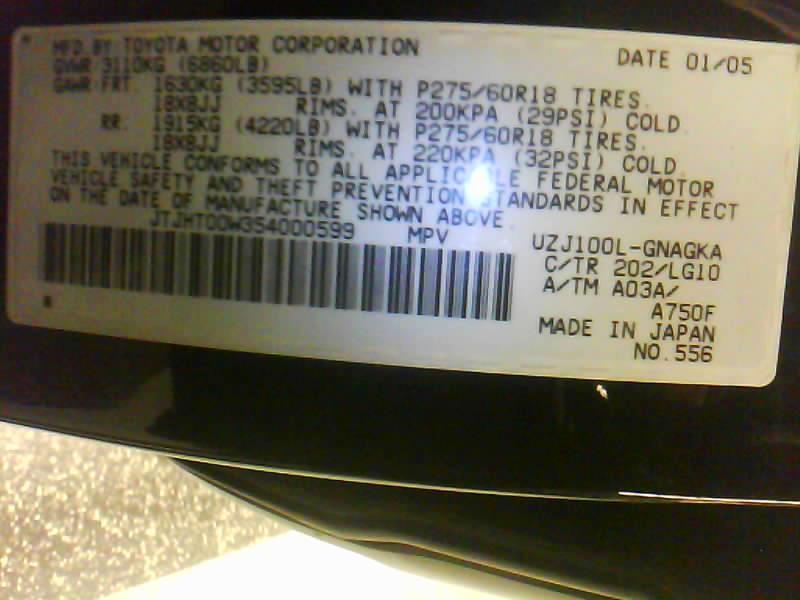 MFD. BY: TOYOTA MOTOR CORPORATION DATE 01/05
GVWR 3110KG (6860LB)
GAWR FRT. 1630KG (3595LB) WITH P275/60R18 TIRES.
18X8JJ RIMS. AT 200KPA (29PSI) COLD.
RR. 1915KG (4220LB) WITH P275/60R18 TIRES.
18X8JJ RIMS. AT 220KPA (32PSI) COLD.
THIS VEHICLE CONFORMS TO ALL APPLICABLE FEDERAL MOTOR
VEHICLE SAFETY AND THEFT PREVENTION STANDARDS IN EFFECT
ON THE DATE OF MANUFACTURE SHOWN ABOVE.
JTJHT00W354000599 MPV
UZJ100L-GNAGKA
C/TR 202/LG10
A/TM A03A/
A750F
MADE IN JAPAN
NO. 556